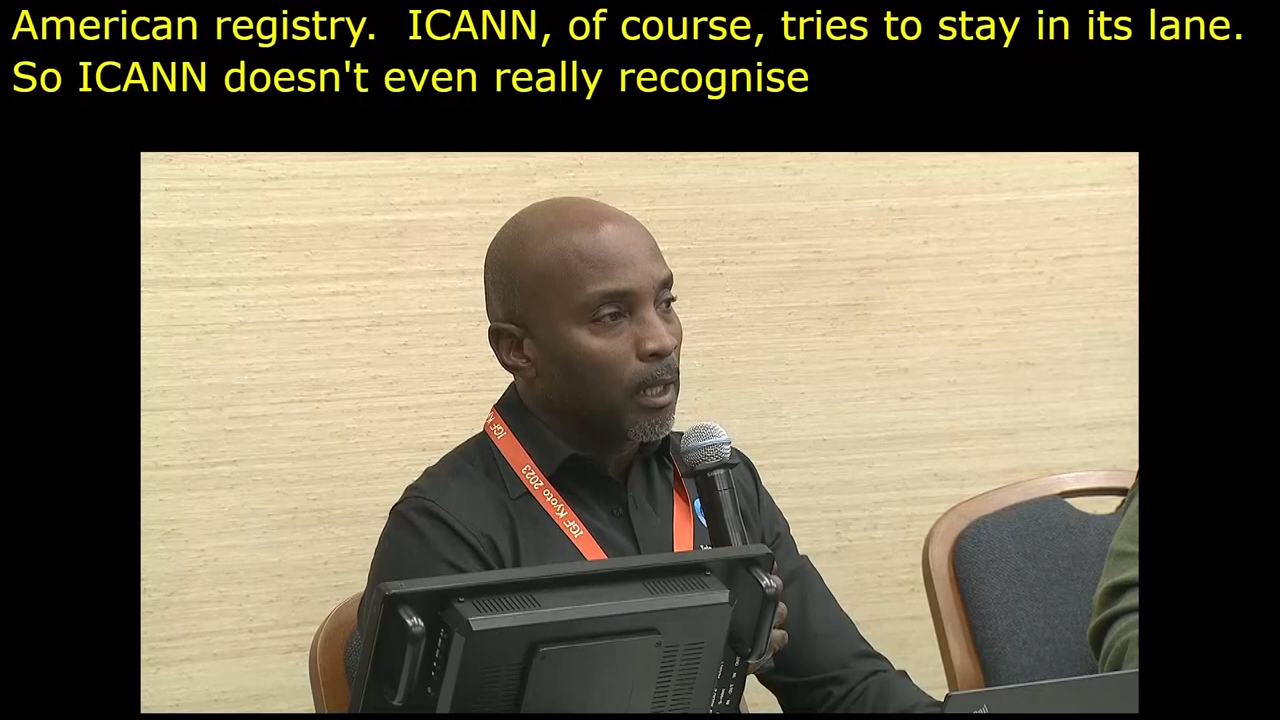 American registry.  ICANN, of course, tries to stay in its lane.
So ICANN doesn't even really recognise
IGF Kyoto 2023